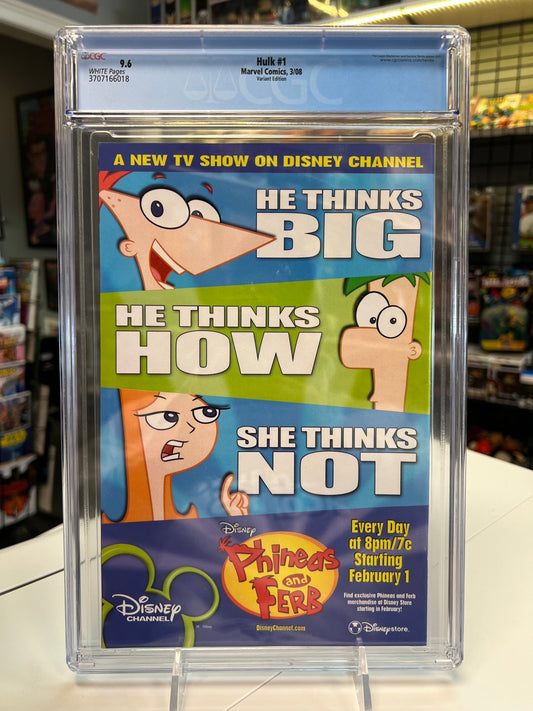 CGC
9.6
WHITE Pages
3707166018
Hulk #1
Marvel Comics, 3/08
Variant Edition
CGC
A NEW TV SHOW ON DISNEY CHANNEL
HE THINKS
BIG
HE THINKS
HOW
SHE THINKS
NOT
Disney
Phineas
and
FERB
DisneyChannel.com
Every Day
at 8pm/7c
Starting
February 1
Find exclusive Phineas and Ferb
merchandise at Disney Store
starting in February!
Disney
CHANNEL
Disneystore.